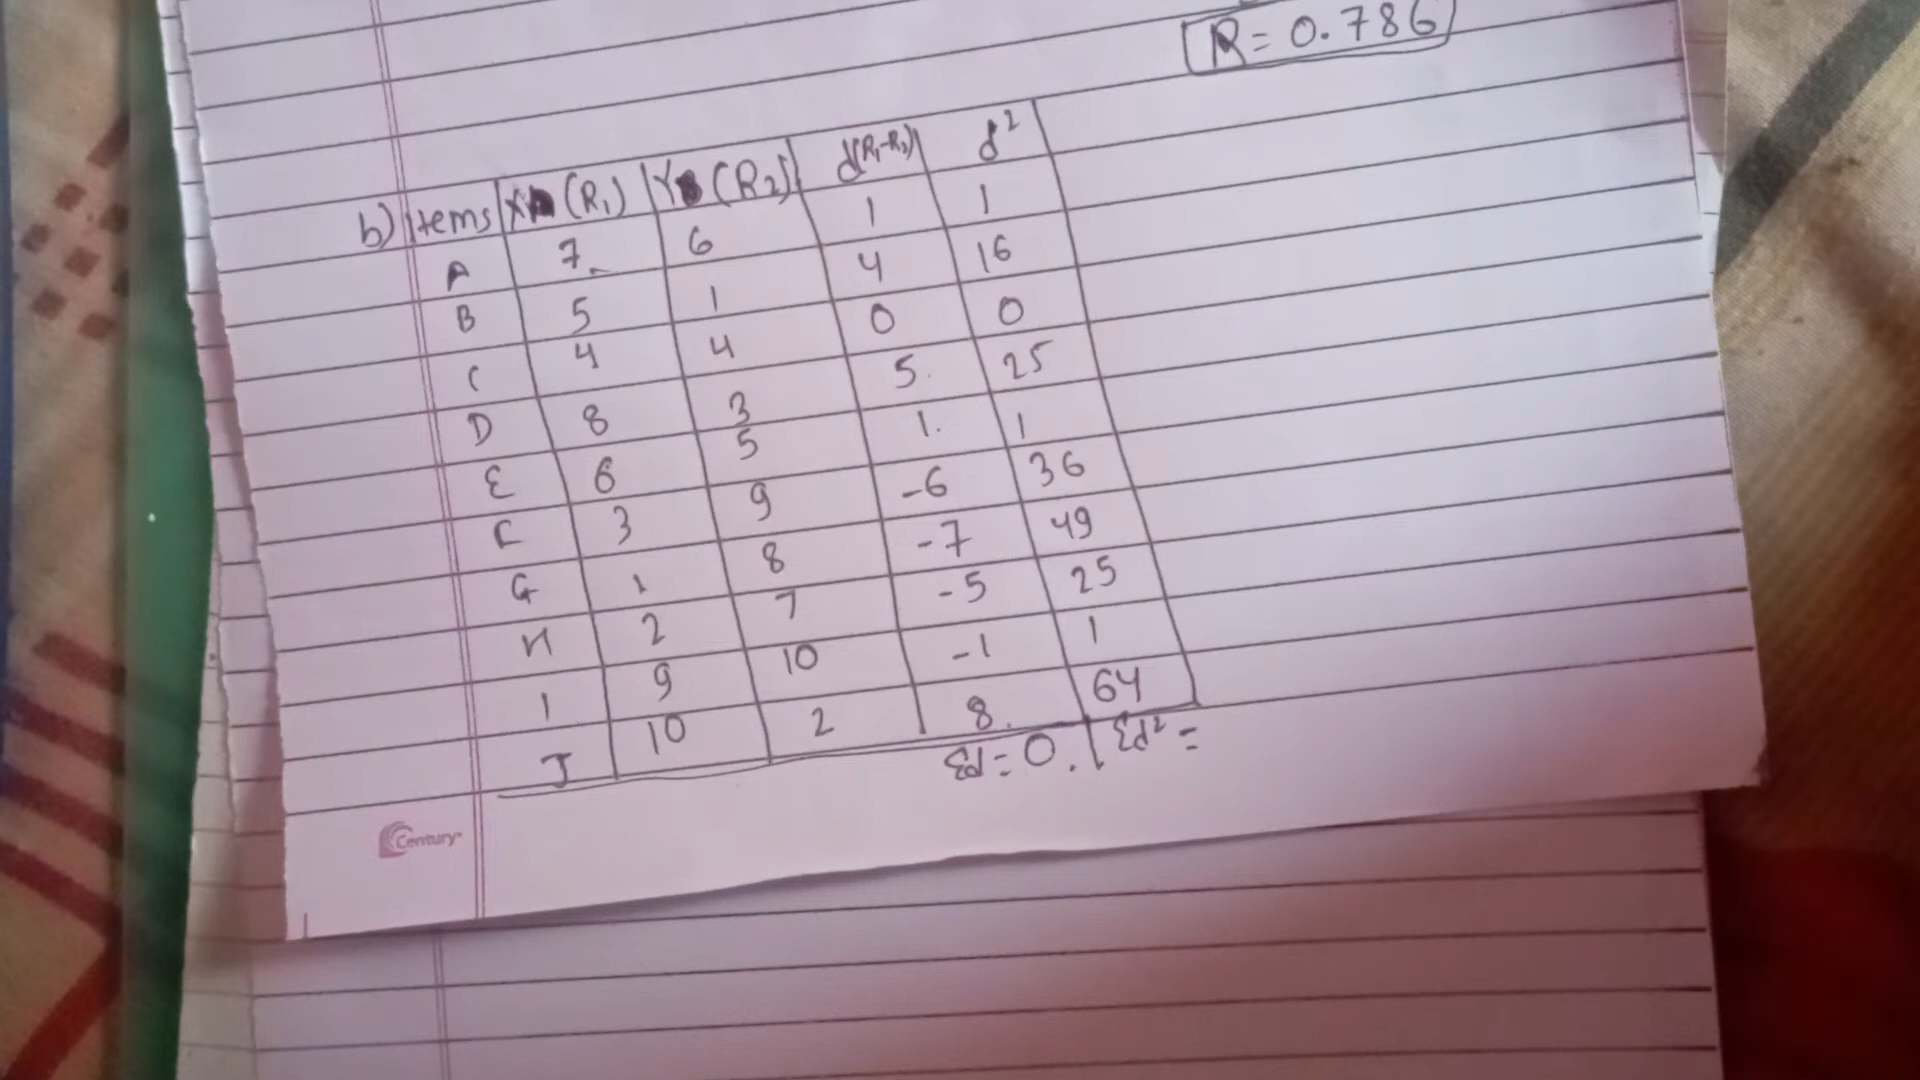 R = 0.786
b) Items X (R1) Y (R2) d(R1-R2) d²
A 7 6 1 1
B 5 1 4 16
C 4 4 0 0
D 8 3 5 25
E 6 5 1 1
F 3 9 -6 36
G 1 8 -7 49
H 2 7 -5 25
I 9 10 -1 1
J 10 2 8 64
Σd = 0 Σd² =
Century